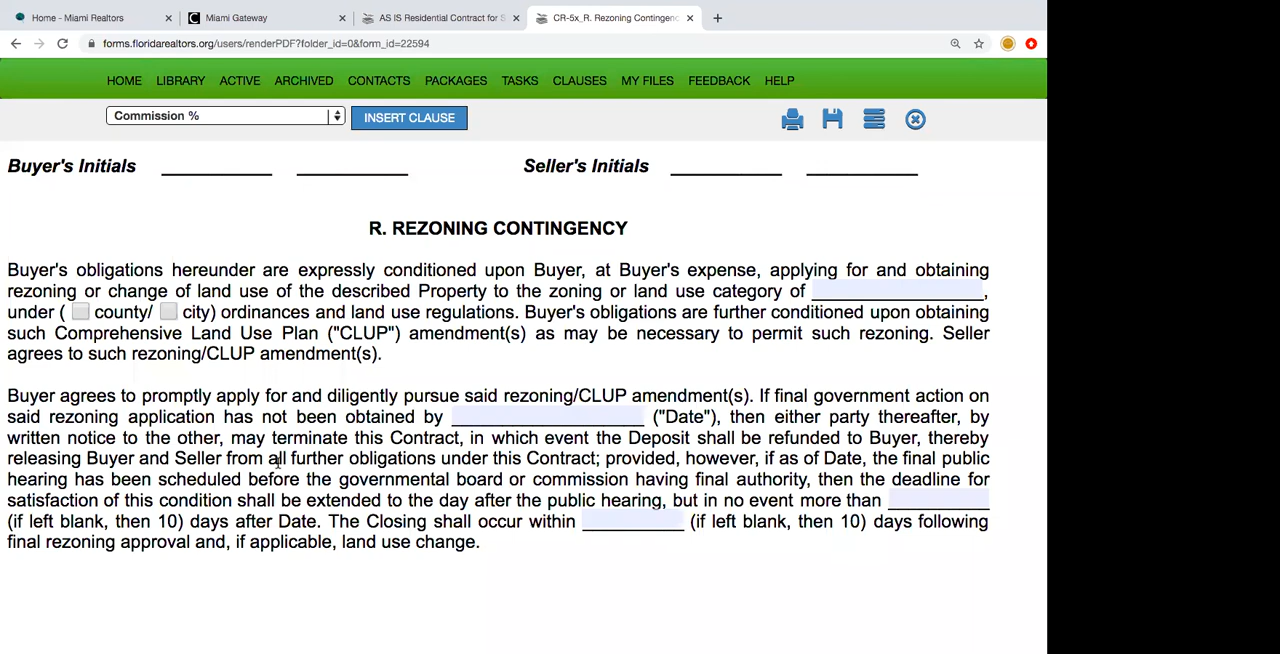 Home - Miami Realtors
Miami Gateway
AS IS Residential Contract for S
CR-5x_R. Rezoning Contingenc
forms.floridarealtors.org/users/renderPDF?folder_id=0&form_id=22594
HOME LIBRARY ACTIVE ARCHIVED CONTACTS PACKAGES TASKS CLAUSES MY FILES FEEDBACK HELP
Commission %
INSERT CLAUSE
Buyer's Initials Seller's Initials
R. REZONING CONTINGENCY
Buyer's obligations hereunder are expressly conditioned upon Buyer, at Buyer's expense, applying for and obtaining
rezoning or change of land use of the described Property to the zoning or land use category of ,
under ( county/ city) ordinances and land use regulations. Buyer's obligations are further conditioned upon obtaining
such Comprehensive Land Use Plan ("CLUP") amendment(s) as may be necessary to permit such rezoning. Seller
agrees to such rezoning/CLUP amendment(s).
Buyer agrees to promptly apply for and diligently pursue said rezoning/CLUP amendment(s). If final government action on
said rezoning application has not been obtained by ("Date"), then either party thereafter, by
written notice to the other, may terminate this Contract, in which event the Deposit shall be refunded to Buyer, thereby
releasing Buyer and Seller from all further obligations under this Contract; provided, however, if as of Date, the final public
hearing has been scheduled before the governmental board or commission having final authority, then the deadline for
satisfaction of this condition shall be extended to the day after the public hearing, but in no event more than
(if left blank, then 10) days after Date. The Closing shall occur within (if left blank, then 10) days following
final rezoning approval and, if applicable, land use change.